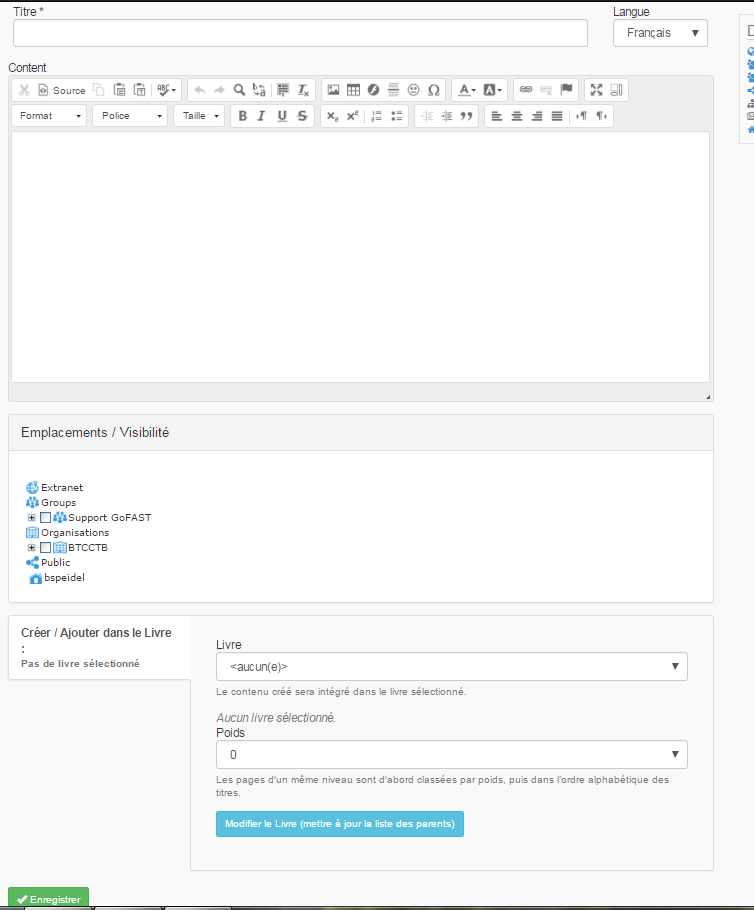 Titre * Langue
Français
Content
Source
Format Police Taille
Emplacements / Visibilité
Extranet
Groups
Support GoFAST
Organisations
BTCCTB
Public
bspeidel
Créer / Ajouter dans le Livre
:
Pas de livre sélectionné
Livre
<aucun(e)>
Le contenu créé sera intégré dans le livre sélectionné.
Aucun livre sélectionné.
Poids
0
Les pages d'un même niveau sont d'abord classées par poids, puis dans l'ordre alphabétique des
titres.
Modifier le Livre (mettre à jour la liste des parents)
Enregistrer